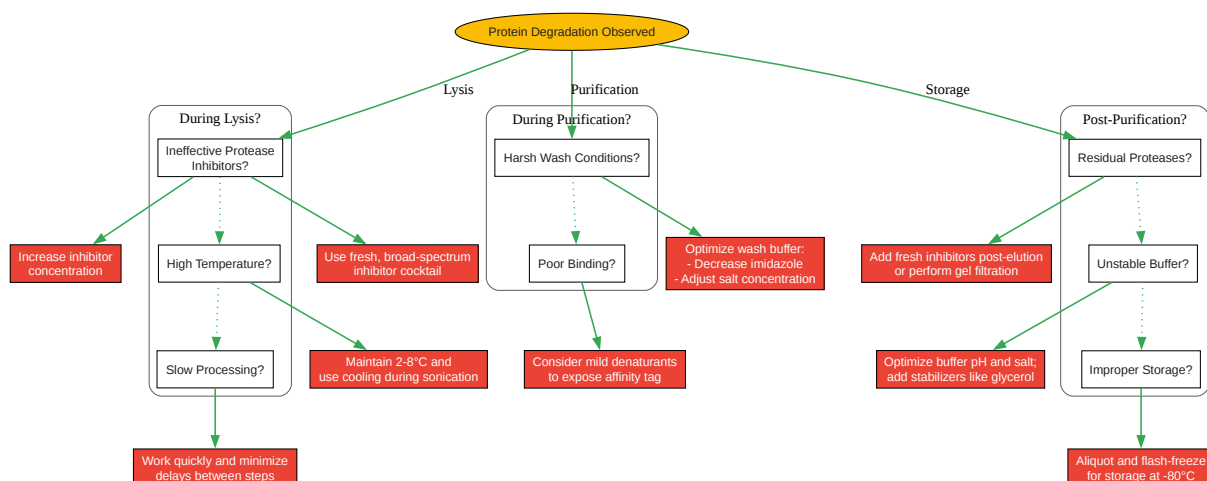 Protein Degradation Observed
Lysis
Purification
Storage
During Lysis?
During Purification?
Post-Purification?
Ineffective Protease
Inhibitors?
Harsh Wash Conditions?
Residual Proteases?
Increase inhibitor
concentration
High Temperature?
Use fresh, broad-spectrum
inhibitor cocktail
Poor Binding?
Optimize wash buffer:
- Decrease imidazole
- Adjust salt concentration
Add fresh inhibitors post-elution
or perform gel filtration
Unstable Buffer?
Slow Processing?
Maintain 2-8°C and
use cooling during sonication
Consider mild denaturants
to expose affinity tag
Optimize buffer pH and salt;
add stabilizers like glycerol
Improper Storage?
Work quickly and minimize
delays between steps
Aliquot and flash-freeze
for storage at -80°C